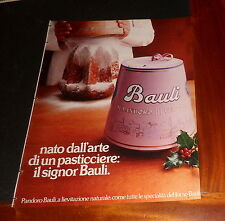 Bauli
nato dall'arte
di un pasticciere:
il signor Bauli.
Pandoro Bauli, a lievitazione naturale, come tutte le specialità del forno Bauli.